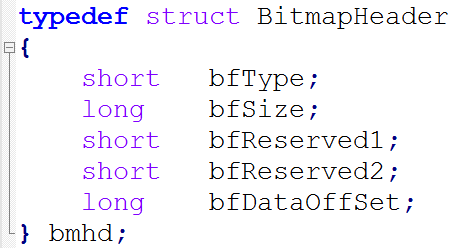 typedef struct BitmapHeader
{
    short   bfType;
    long    bfSize;
    short   bfReserved1;
    short   bfReserved2;
    long    bfDataOffSet;
} bmhd;